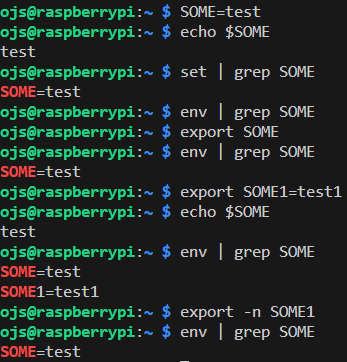 ojs@raspberrypi:~ $ SOME=test
ojs@raspberrypi:~ $ echo $SOME
test
ojs@raspberrypi:~ $ set | grep SOME
SOME=test
ojs@raspberrypi:~ $ env | grep SOME
ojs@raspberrypi:~ $ export SOME
ojs@raspberrypi:~ $ env | grep SOME
SOME=test
ojs@raspberrypi:~ $ export SOME1=test1
ojs@raspberrypi:~ $ echo $SOME
test
ojs@raspberrypi:~ $ env | grep SOME
SOME=test
SOME1=test1
ojs@raspberrypi:~ $ export -n SOME1
ojs@raspberrypi:~ $ env | grep SOME
SOME=test